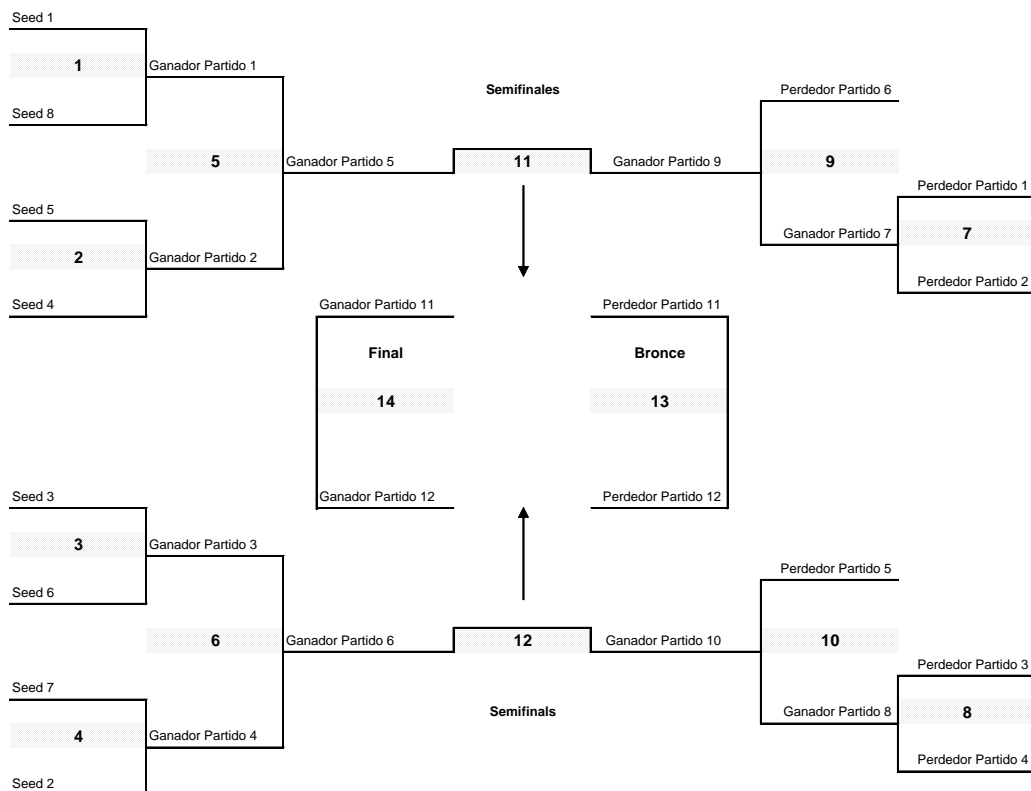 Seed 1
1
Ganador Partido 1
Semifinales
Perdedor Partido 6
Seed 8
5
Ganador Partido 5
11
Ganador Partido 9
9
Perdedor Partido 1
Seed 5
2
Ganador Partido 2
Ganador Partido 7
7
Perdedor Partido 2
Seed 4
Ganador Partido 11
Perdedor Partido 11
Final
Bronce
14
13
Seed 3
Ganador Partido 12
Perdedor Partido 12
3
Ganador Partido 3
Perdedor Partido 5
Seed 6
6
Ganador Partido 6
12
Ganador Partido 10
10
Perdedor Partido 3
Seed 7
Semifinals
Ganador Partido 8
8
4
Ganador Partido 4
Perdedor Partido 4
Seed 2